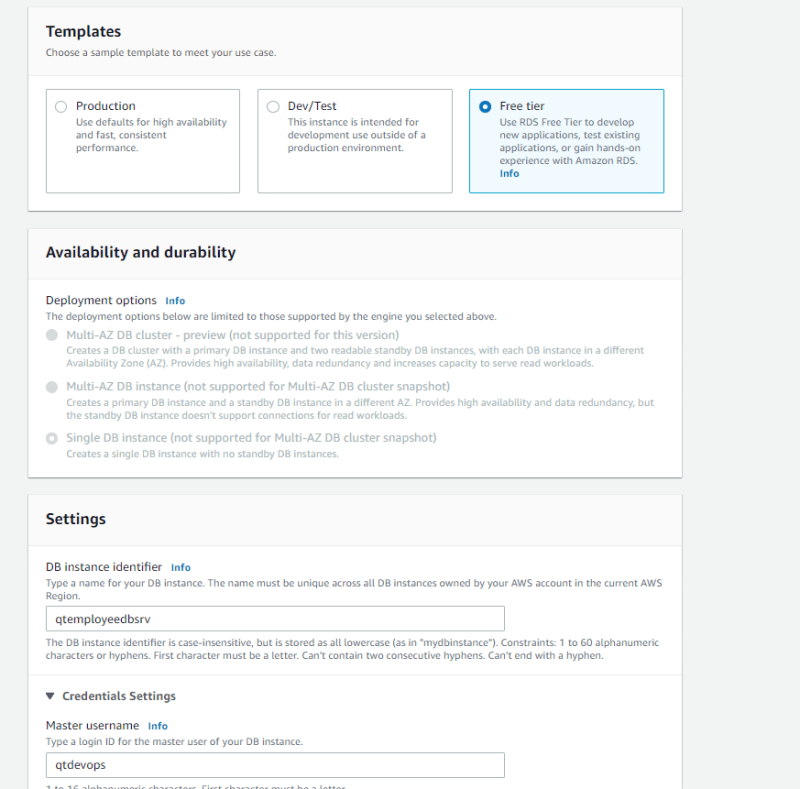 Templates
Choose a sample template to meet your use case.
Production
Use defaults for high availability
and fast, consistent
performance.
Dev/Test
This instance is intended for
development use outside of a
production environment.
Free tier
Use RDS Free Tier to develop
new applications, test existing
applications, or gain hands-on
experience with Amazon RDS.
Info
Availability and durability
Deployment options Info
The deployment options below are limited to those supported by the engine you selected above.
Multi-AZ DB cluster - preview (not supported for this version)
Creates a DB cluster with a primary DB instance and two readable standby DB instances, with each DB instance in a different
Availability Zone (AZ). Provides high availability, data redundancy and increases capacity to serve read workloads.
Multi-AZ DB instance (not supported for Multi-AZ DB cluster snapshot)
Creates a primary DB instance and a standby DB instance in a different AZ. Provides high availability and data redundancy, but
the standby DB instance doesn't support connections for read workloads.
Single DB instance (not supported for Multi-AZ DB cluster snapshot)
Creates a single DB instance with no standby DB instances.
Settings
DB instance identifier Info
Type a name for your DB instance. The name must be unique across all DB instances owned by your AWS account in the current AWS
Region.
qtemployeedbsrv
The DB instance identifier is case-insensitive, but is stored as all lowercase (as in "mydbinstance"). Constraints: 1 to 60 alphanumeric
characters or hyphens. First character must be a letter. Can't contain two consecutive hyphens. Can't end with a hyphen.
Credentials Settings
Master username Info
Type a login ID for the master user of your DB instance.
qtdevops
1 to 16 alphanumeric characters. First character must be a letter